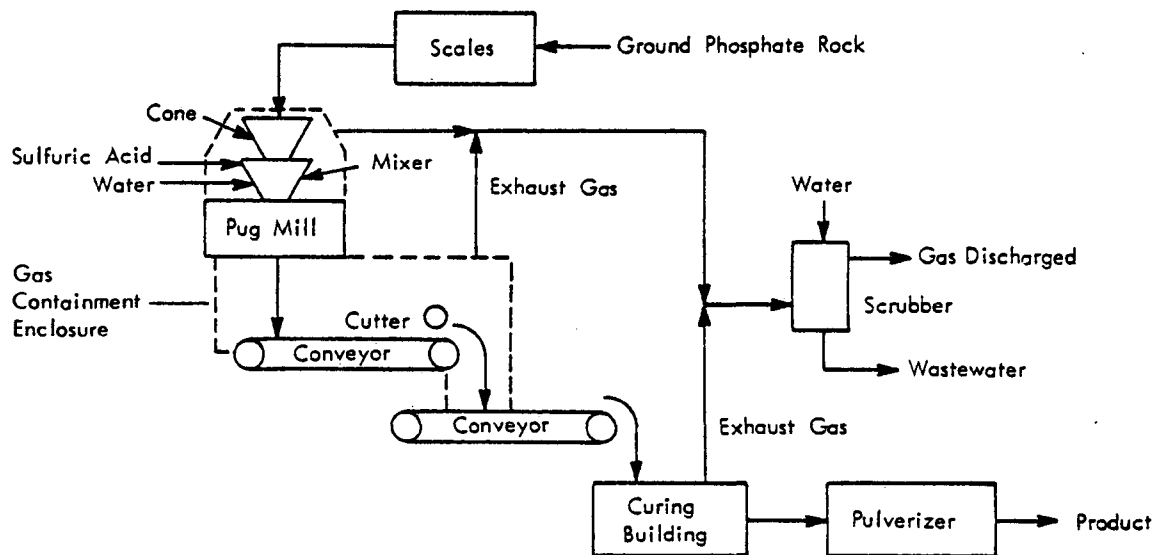 Scales
Ground Phosphate Rock
Cone
Sulfuric Acid
Mixer
Water
Exhaust Gas
Water
Pug Mill
Gas Discharged
Gas
Containment
Enclosure
Scrubber
Cutter
Conveyor
Wastewater
Conveyor
Exhaust Gas
Curing
Building
Pulverizer
Product